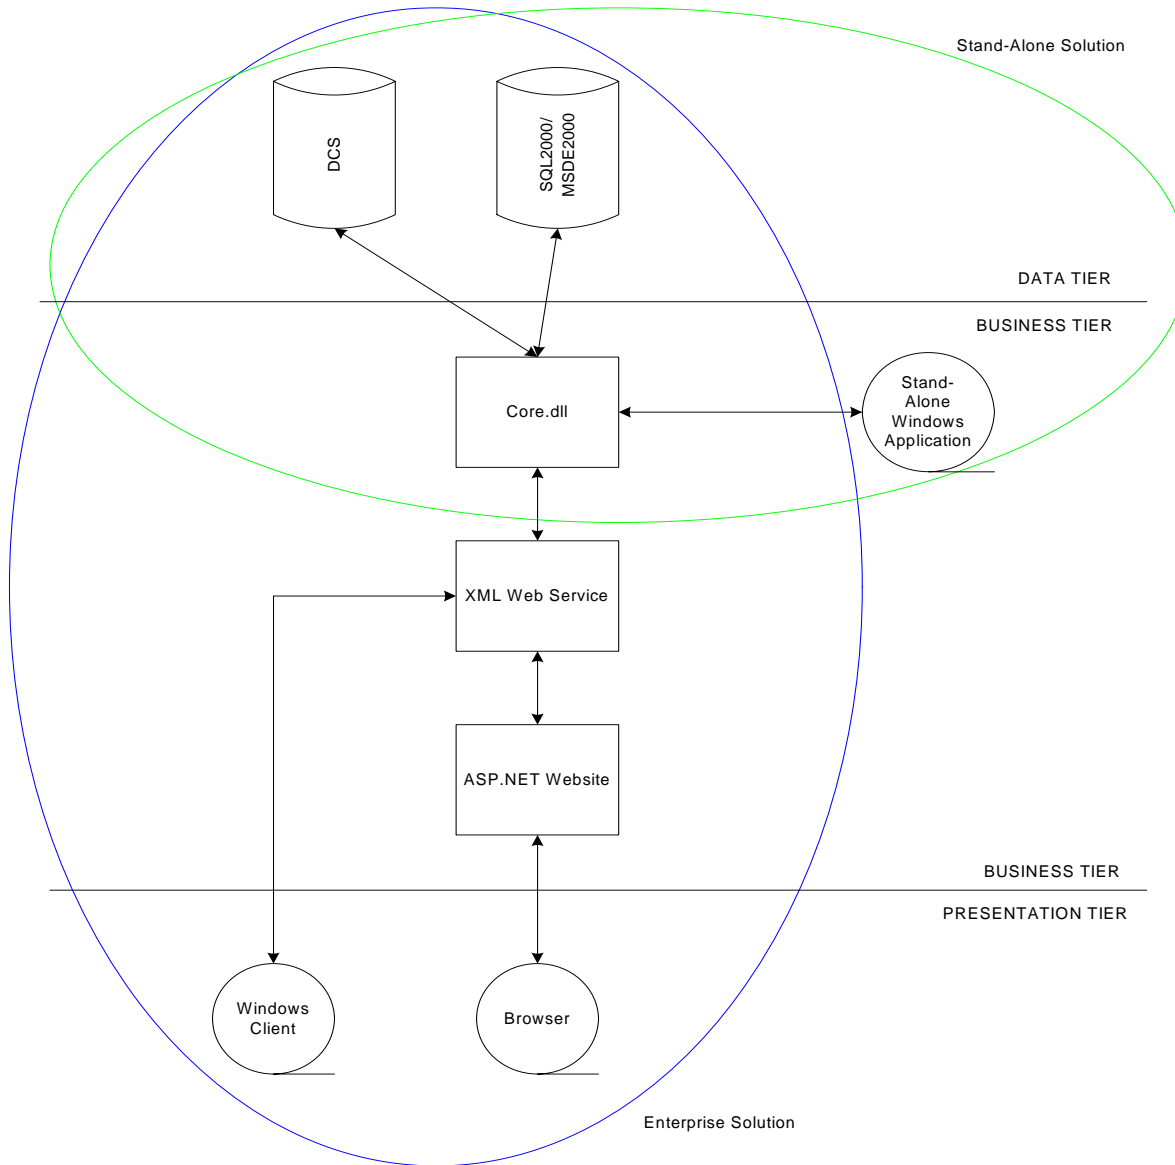 Stand-Alone Solution
DCS
SQL2000/
MSDE2000
DATA TIER
BUSINESS TIER
Core.dll
Stand-
Alone
Windows
Application
XML Web Service
ASP.NET Website
BUSINESS TIER
PRESENTATION TIER
Windows
Client
Browser
Enterprise Solution